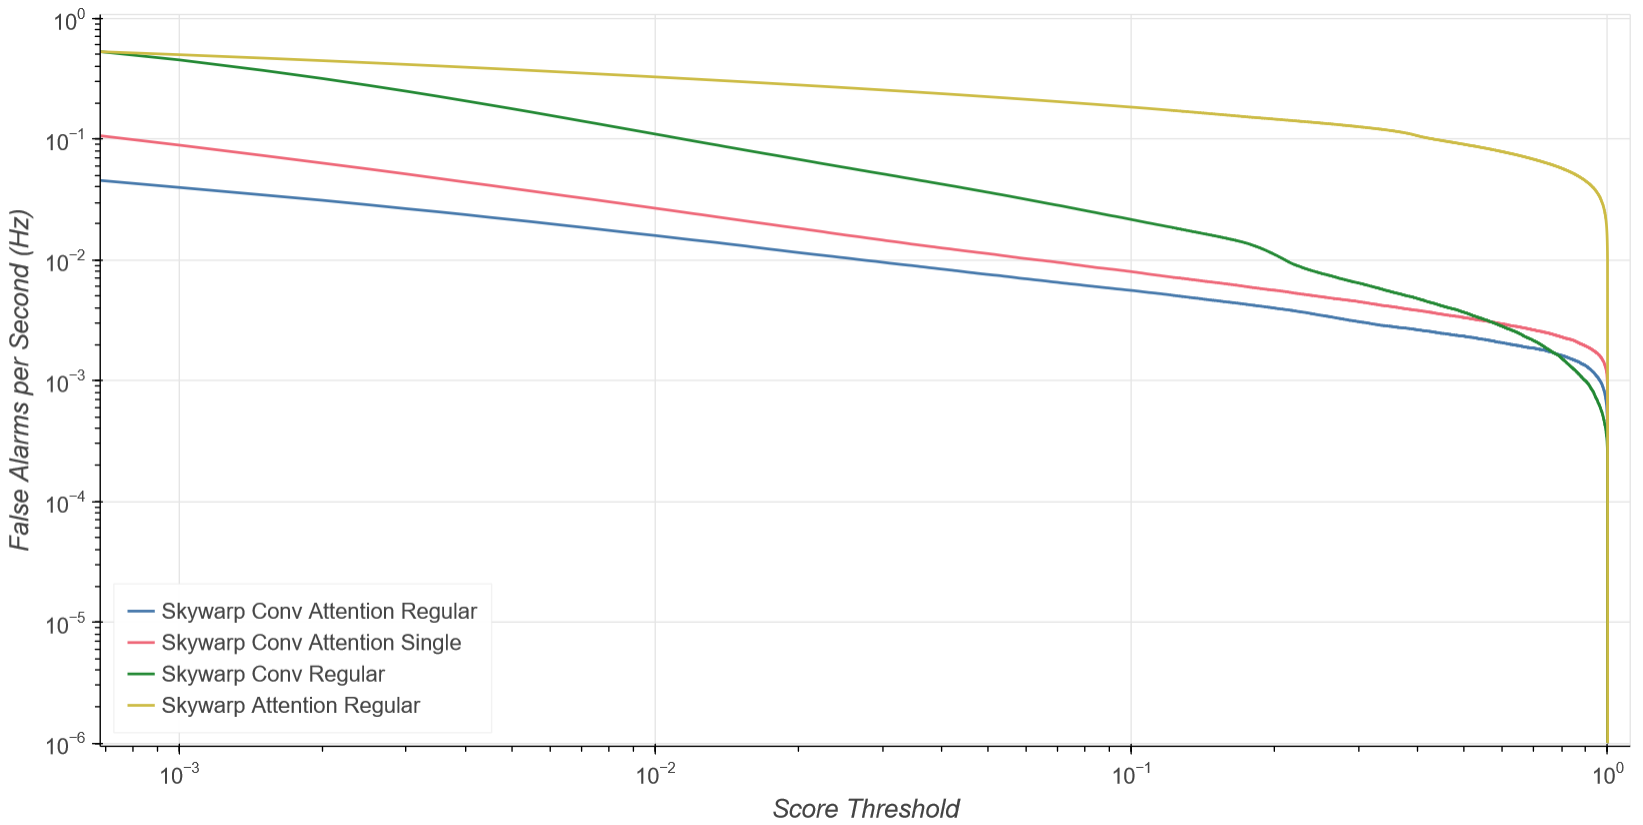 False Alarms per Second (Hz)
10⁰
10⁻¹
10⁻²
10⁻³
10⁻⁴
10⁻⁵
10⁻⁶
Skywarp Conv Attention Regular
Skywarp Conv Attention Single
Skywarp Conv Regular
Skywarp Attention Regular
10⁻³ 10⁻² 10⁻¹ 10⁰
Score Threshold